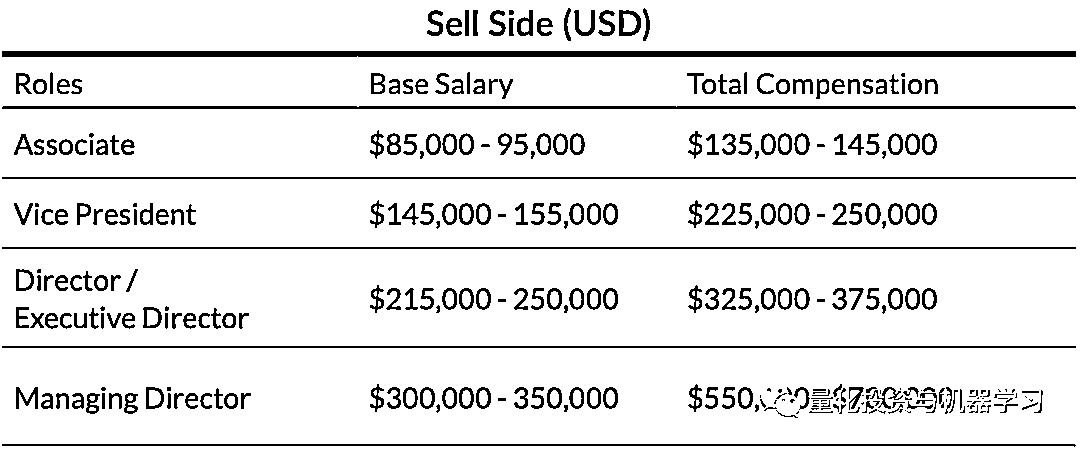 Sell Side (USD)
Roles Base Salary Total Compensation
Associate $85,000 - 95,000 $135,000 - 145,000
Vice President $145,000 - 155,000 $225,000 - 250,000
Director /
Executive Director $215,000 - 250,000 $325,000 - 375,000
Managing Director $300,000 - 350,000
量化投资与机器学习